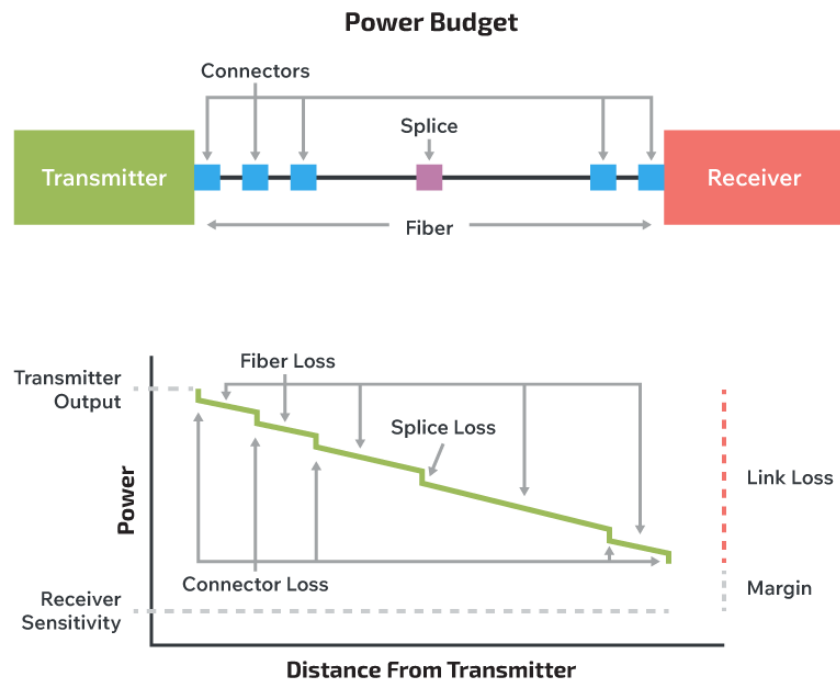 Power Budget
Connectors
Splice
Transmitter
Receiver
Fiber
Fiber Loss
Transmitter
Output
Splice Loss
Link Loss
Power
Connector Loss
Margin
Receiver
Sensitivity
Distance From Transmitter